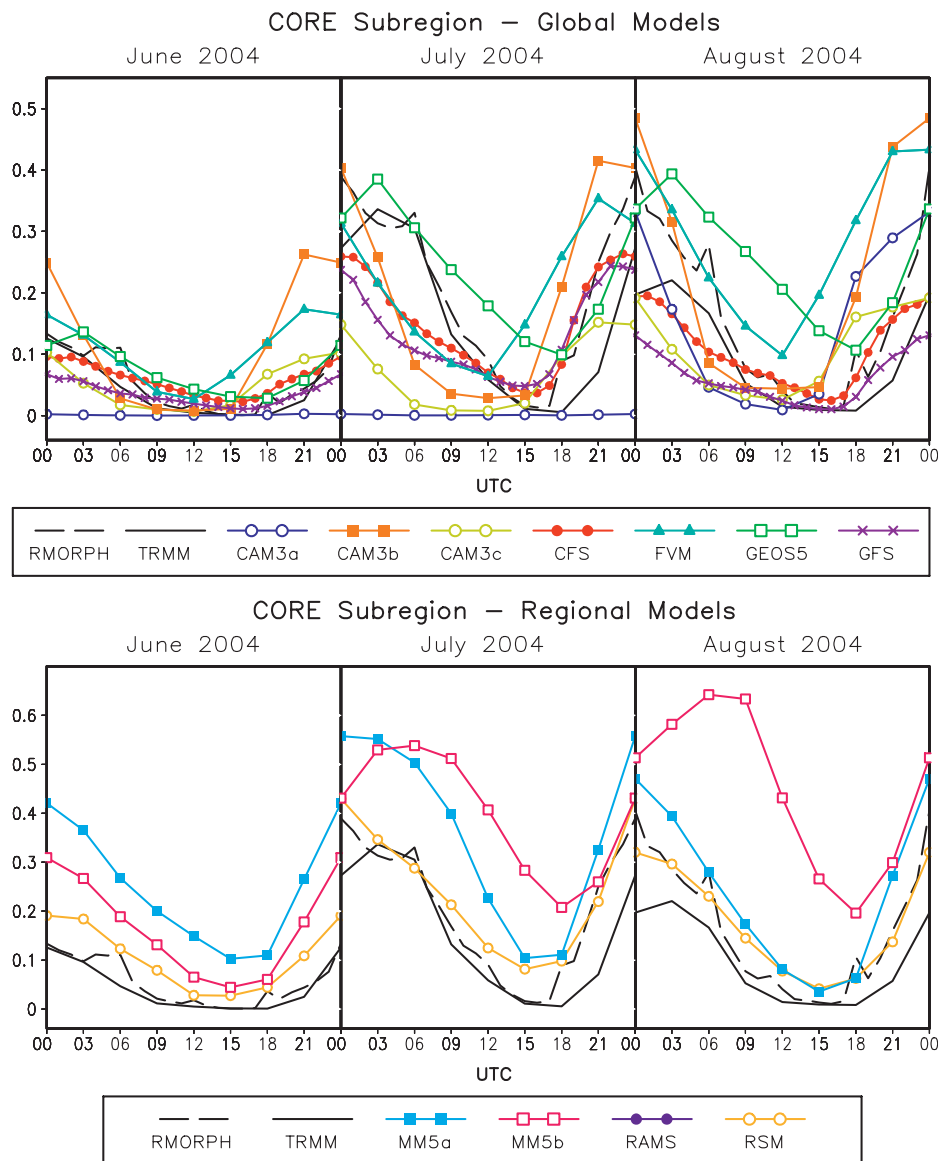 CORE Subregion – Global Models
June 2004 July 2004 August 2004
0.5
0.4
0.3
0.2
0.1
0
00 03 06 09 12 15 18 21 00 03 06 09 12 15 18 21 00 03 06 09 12 15 18 21 00
UTC
RMORPH TRMM CAM3a CAM3b CAM3c CFS FVM GEOS5 GFS
CORE Subregion – Regional Models
June 2004 July 2004 August 2004
0.6
0.5
0.4
0.3
0.2
0.1
0
00 03 06 09 12 15 18 21 00 03 06 09 12 15 18 21 00 03 06 09 12 15 18 21 00
UTC
RMORPH TRMM MM5a MM5b RAMS RSM